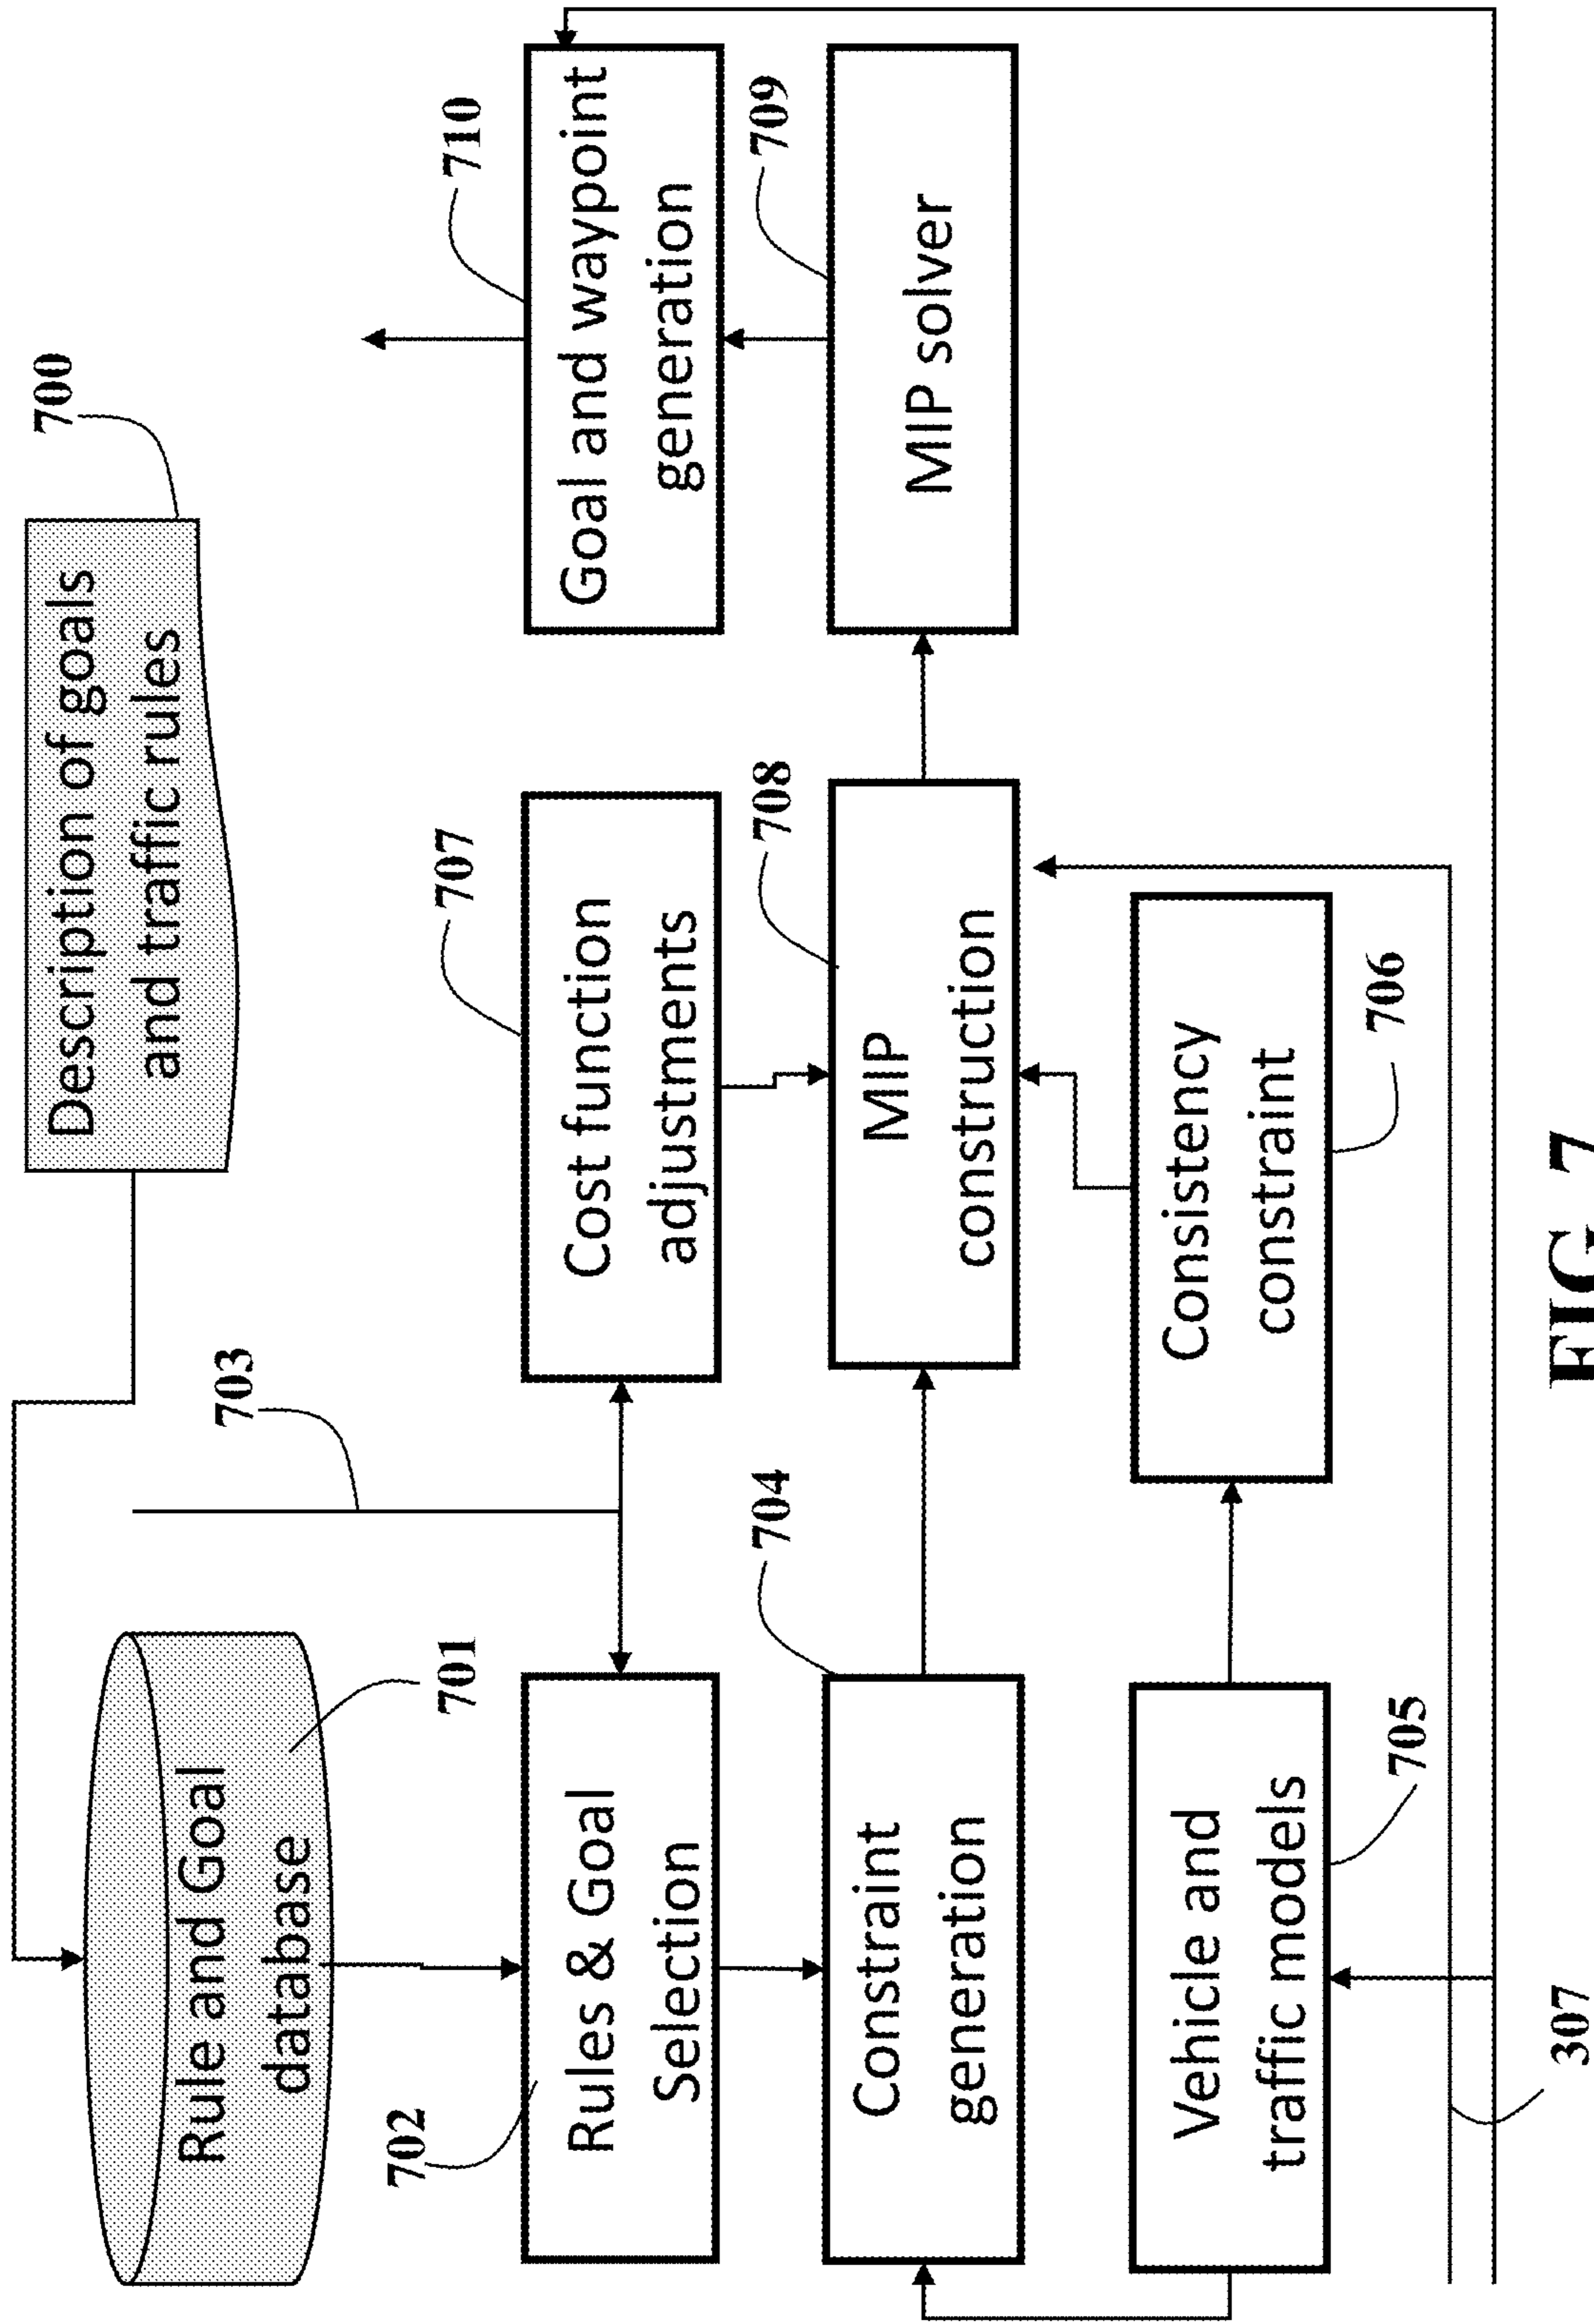 700
Description of goals
and traffic rules
Rule and Goal
database
701
703
702
Rules & Goal
Selection
707
Cost function
adjustments
710
Goal and waypoint
generation
704
Constraint
generation
708
MIP
construction
709
MIP solver
Vehicle and
traffic models
705
Consistency
constraint
706
307
FIG. 7